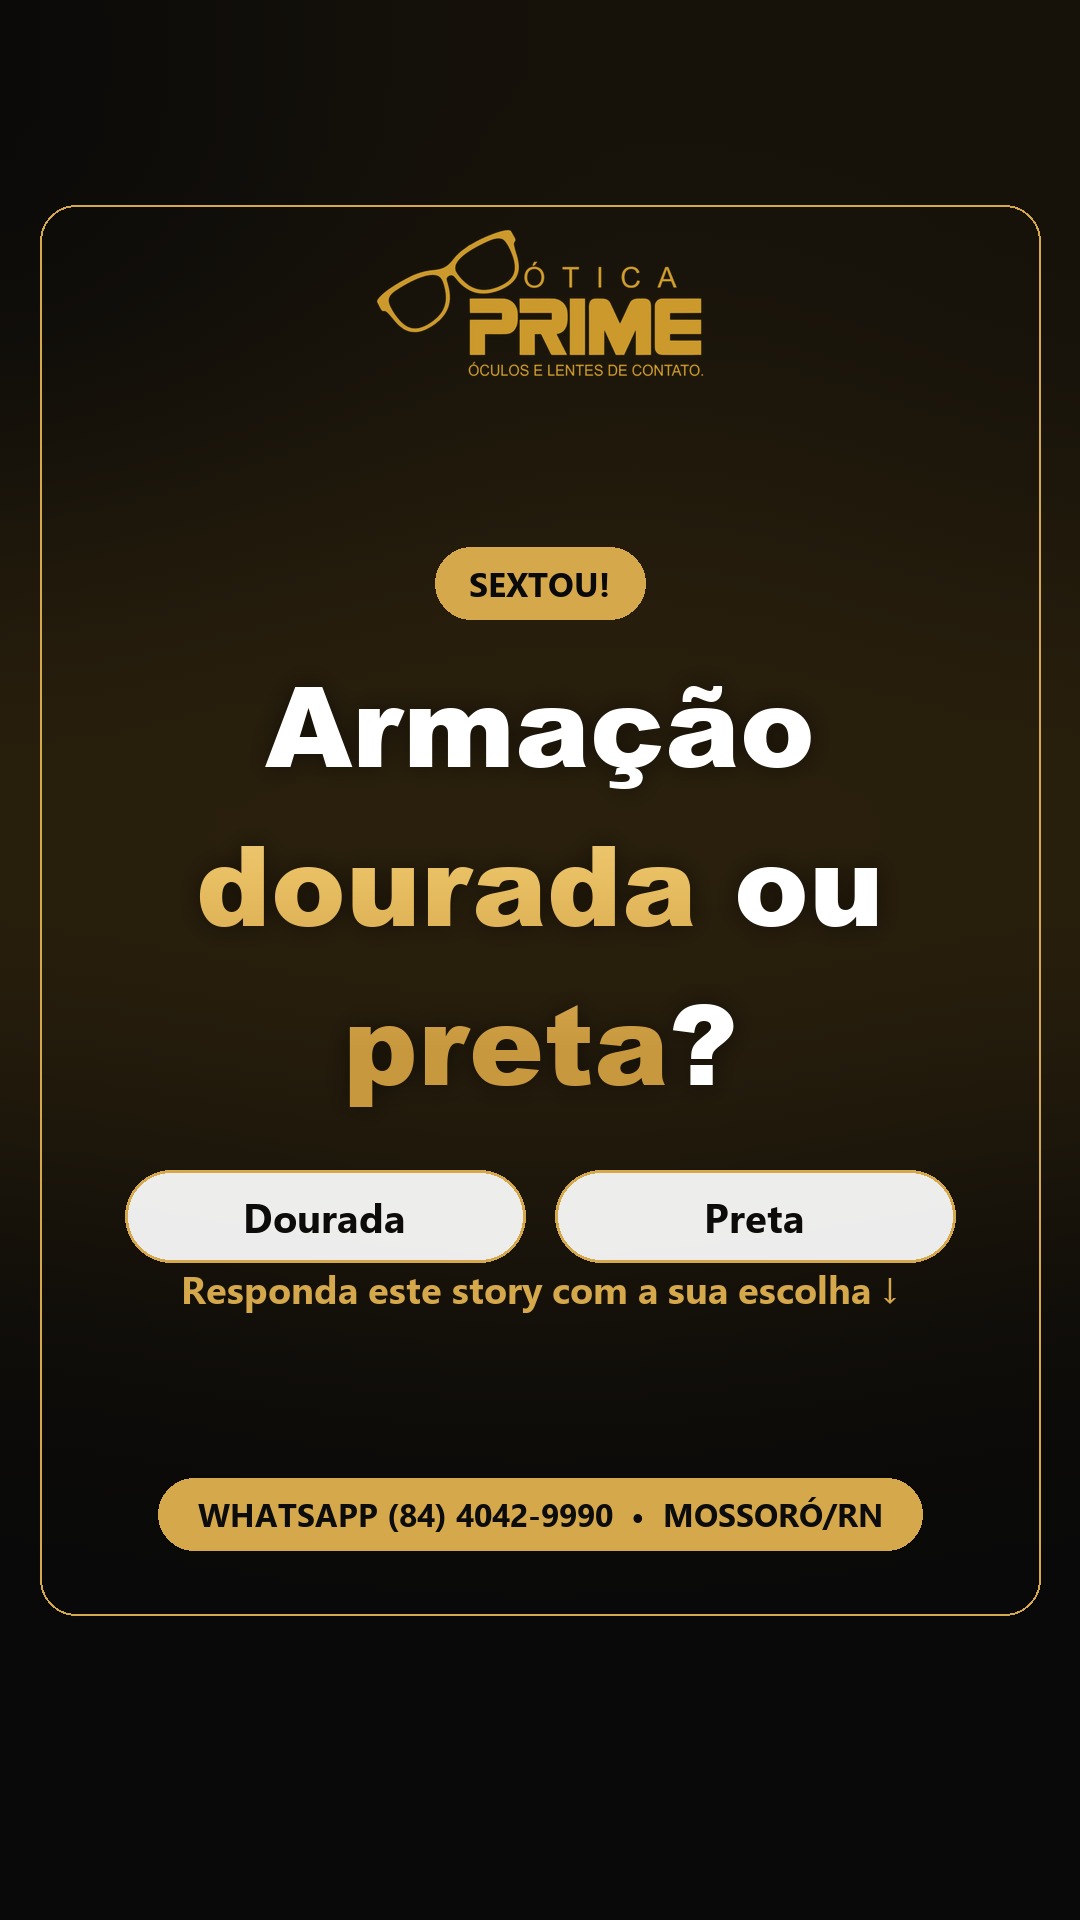 ÓTICA
PRIME
ÓCULOS E LENTES DE CONTATO.
SEXTOU!
Armação
dourada ou
preta?
Dourada
Preta
Responda este story com a sua escolha ↓
WHATSAPP (84) 4042-9990 • MOSSORÓ/RN